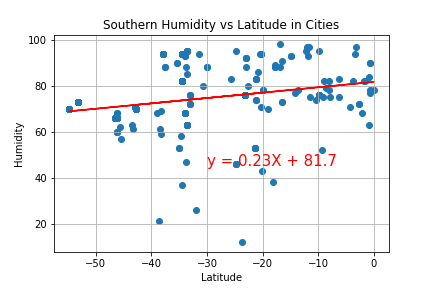 Southern Humidity vs Latitude in Cities
100
80
60
40
20
Humidity
y = 0.23X + 81.7
−50
−40
−30
−20
−10
0
Latitude